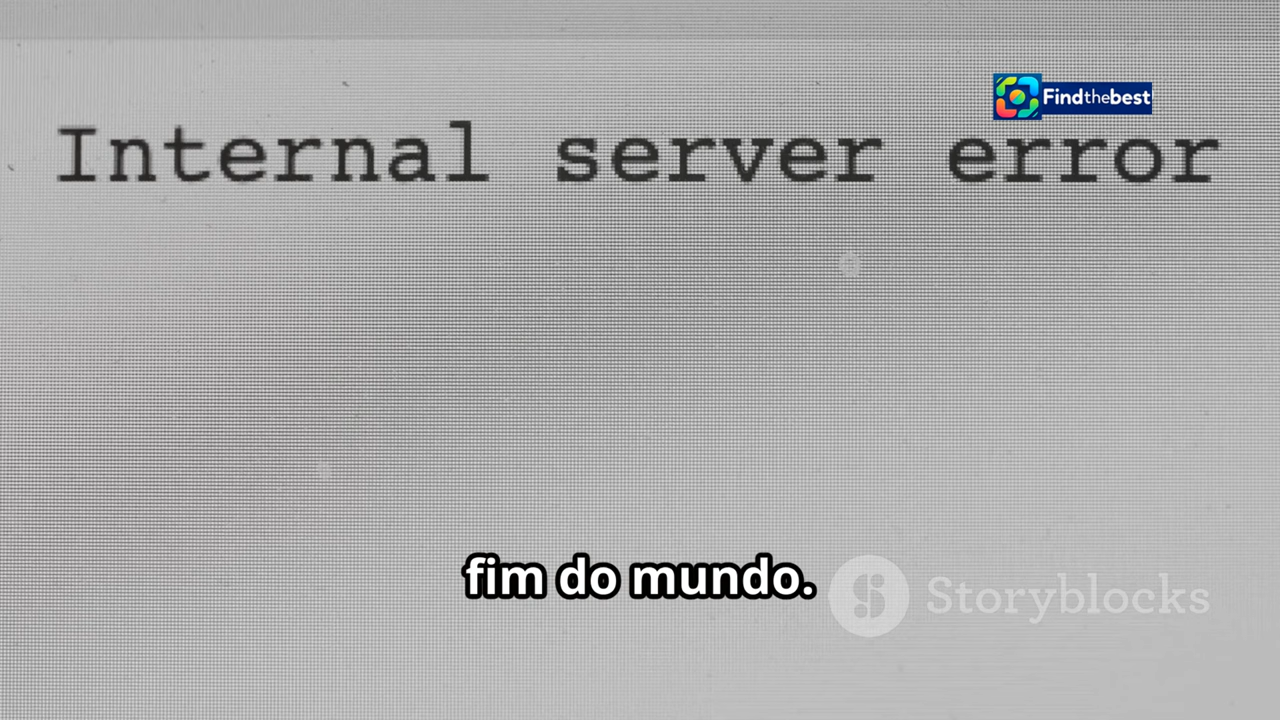 Findthebest
Internal server error
fim do mundo.
Storyblocks